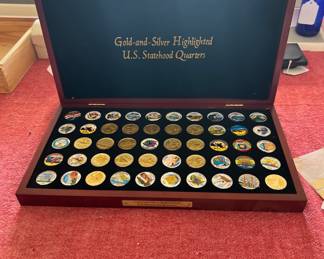 Gold-and-Silver Highlighted
U.S. Statehood Quarters